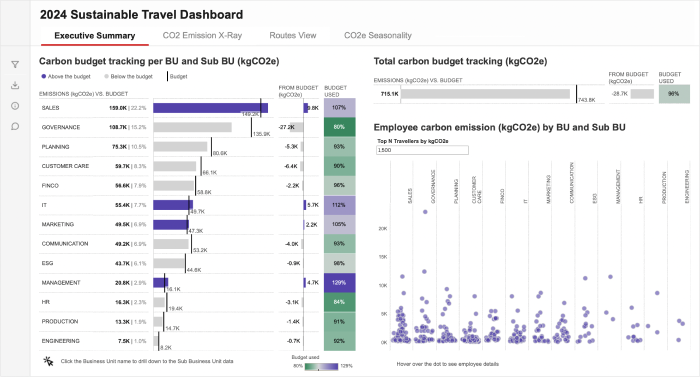 2024 Sustainable Travel Dashboard
Executive Summary CO2 Emission X-Ray Routes View CO2e Seasonality
Carbon budget tracking per BU and Sub BU (kgCO2e)
Above the budget Below the budget Budget
EMISSIONS (KgCO2e) VS. BUDGET FROM BUDGET (kgCO2e) BUDGET USED
SALES 159.0K | 22.2% 149.2K 9.8K 107%
GOVERNANCE 108.7K | 15.2% 135.9K -27.2K 80%
PLANNING 75.3K | 10.5% 80.6K -5.3K 93%
CUSTOMER CARE 59.7K | 8.3% 66.1K -6.4K 90%
FINCO 56.6K | 7.9% 58.8K -2.2K 96%
IT 55.4K | 7.7% 49.7K 5.7K 112%
MARKETING 49.5K | 6.9% 47.3K 2.2K 105%
COMMUNICATION 49.2K | 6.9% 53.2K -4.0K 93%
ESG 43.7K | 6.1% 44.6K -0.9K 98%
MANAGEMENT 20.8K | 2.9% 16.1K 4.7K 129%
HR 16.3K | 2.3% 19.4K -3.1K 84%
PRODUCTION 13.3K | 1.9% 14.7K -1.4K 91%
ENGINEERING 7.5K | 1.0% 8.2K -0.7K 92%
Click the Business Unit name to drill down to the Sub Business Unit data
Budget used
80% 129%
Total carbon budget tracking (kgCO2e)
EMISSIONS (KgCO2e) VS. BUDGET FROM BUDGET (kgCO2e) BUDGET USED
715.1K 743.8K -28.7K 96%
Employee carbon emission (kgCO2e) by BU and Sub BU
Top N Travellers by kgCO2e
1,500
SALES GOVERNANCE PLANNING CUSTOMER CARE FINCO IT MARKETING COMMUNICATION ESG MANAGEMENT HR PRODUCTION ENGINEERING
20K
15K
10K
5K
0K
Hover over the dot to see employee details